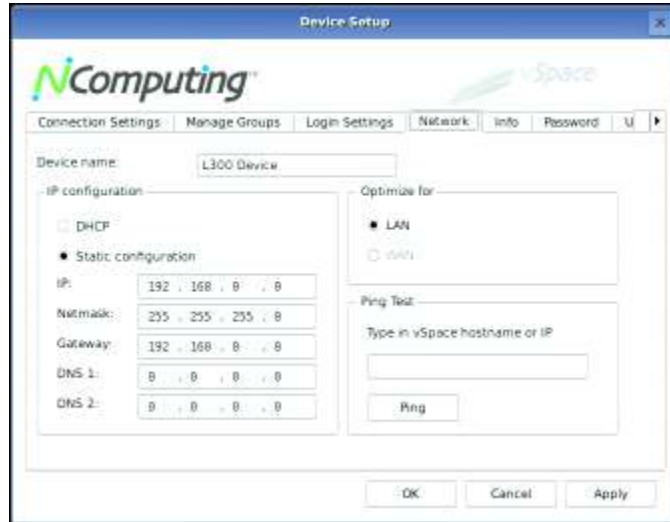 Device Setup
NComputing™
vSpace
Connection Settings Manage Groups Login Settings Network Info Password U
Device name: L300 Device
IP configuration
DHCP
Static configuration
IP: 192 . 168 . 0 . 0
Netmask: 255 . 255 . 255 . 0
Gateway: 192 . 168 . 0 . 0
DNS 1: 0 . 0 . 0 . 0
DNS 2: 0 . 0 . 0 . 0
Optimize for
LAN
WAN
Ping Test
Type in vSpace hostname or IP
Ping
OK Cancel Apply